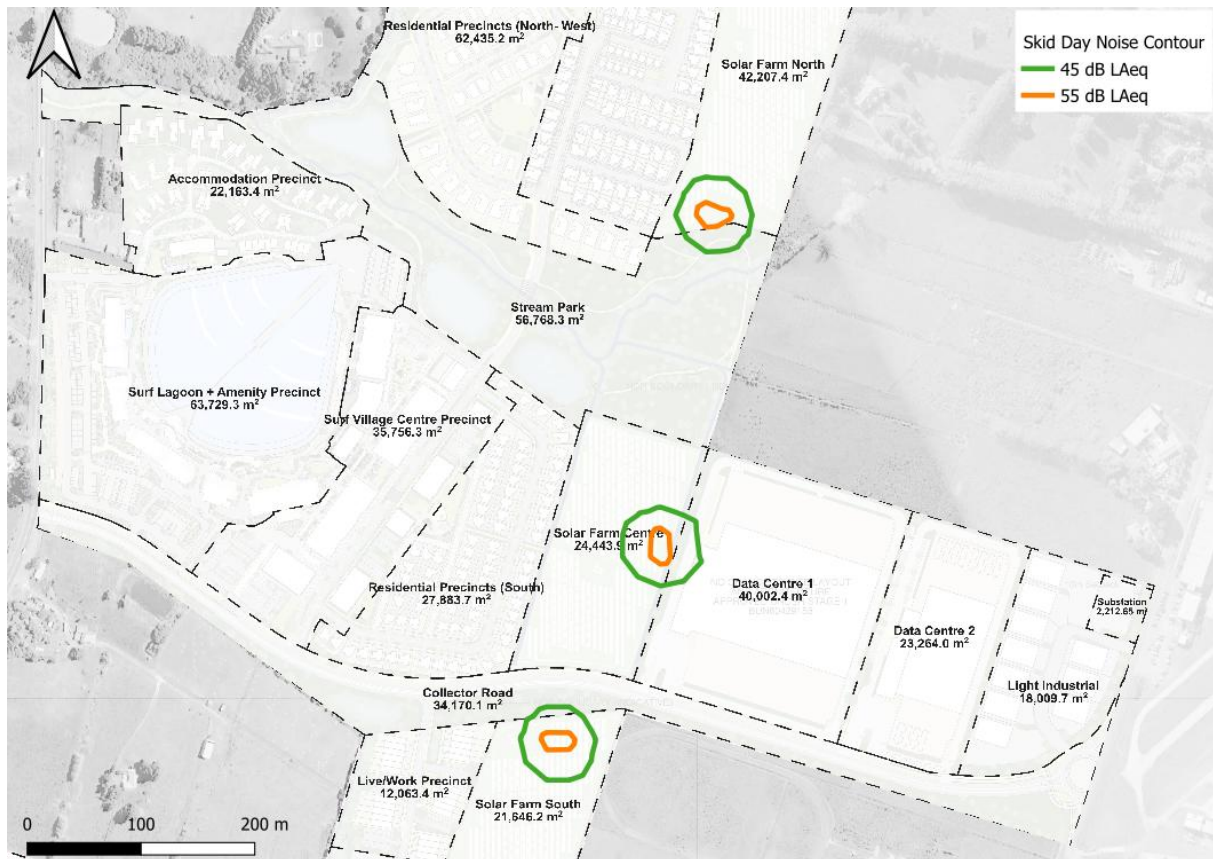 Residential Precincts (North- West)
62,435.2 m²
Solar Farm North
42,207.4 m²
Skid Day Noise Contour
45 dB LAeq
55 dB LAeq
Accommodation Precinct
22,163.4 m²
Stream Park
56,768.3 m²
Surf Lagoon + Amenity Precinct
63,729.3 m²
Surf Village Centre Precinct
35,756.3 m²
Solar Farm Centre
24,443.9 m²
Residential Precincts (South)
27,883.7 m²
Data Centre 1
40,002.4 m²
Substation
2,212.65 m²
Data Centre 2
23,264.0 m²
Light Industrial
18,009.7 m²
Collector Road
34,170.1 m²
Live/Work Precinct
12,063.4 m²
Solar Farm South
21,646.2 m²
0 100 200 m